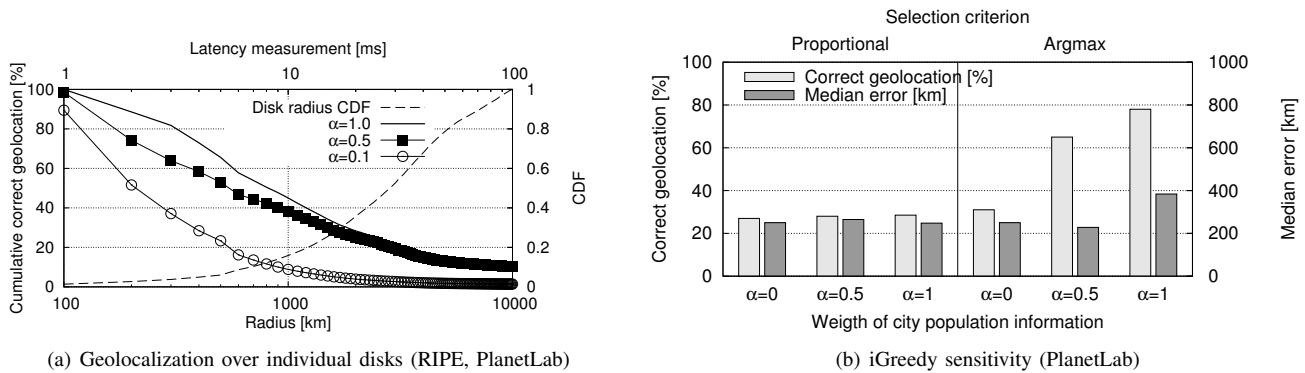 Latency measurement [ms]
1 10 100
Cumulative correct geolocation [%]
100
80
60
40
20
0
Disk radius CDF
α=1.0
α=0.5
α=0.1
1
0.8
0.6
0.4
0.2
0
CDF
100 1000 10000
Radius [km]
(a) Geolocalization over individual disks (RIPE, PlanetLab)
Selection criterion
Proportional Argmax
Correct geolocation [%]
100
80
60
40
20
0
Correct geolocation [%]
Median error [km]
1000
800
600
400
200
0
Median error [km]
α=0 α=0.5 α=1 α=0 α=0.5 α=1
Weigth of city population information
(b) iGreedy sensitivity (PlanetLab)